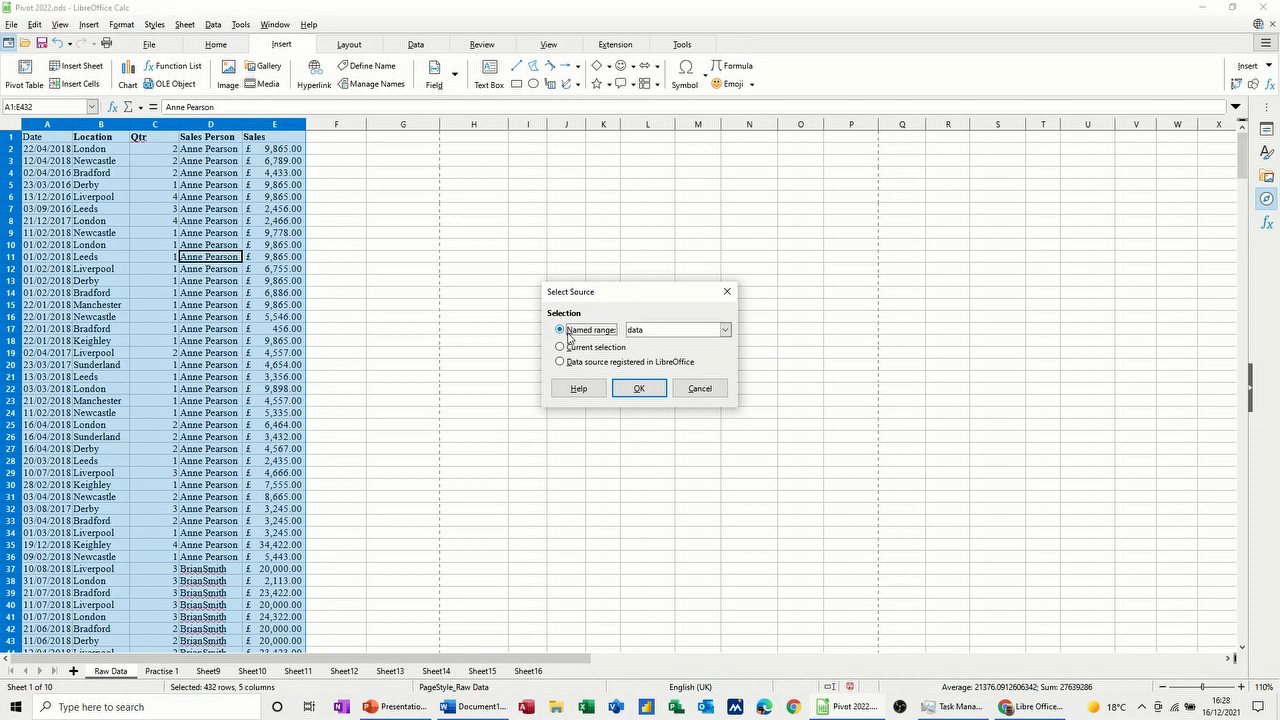 Pivot 2022.ods - LibreOffice Calc
File Edit View Insert Format Styles Sheet Data Tools Window Help
File Home Insert Layout Data Review View Extension Tools
Pivot Table Insert Sheet Insert Cells Chart Function List OLE Object Image Gallery Media Hyperlink Define Name Manage Names Field Text Box Symbol Formula Emoji Insert
A1:E432 Anne Pearson
A B C D E F G H I J K L M N O P Q R S T U V W X
1 Date Location Qtr Sales Person Sales
2 22/04/2018 London 2 Anne Pearson £ 9,865.00
3 12/04/2018 Newcastle 2 Anne Pearson £ 6,789.00
4 02/04/2016 Bradford 2 Anne Pearson £ 4,433.00
5 23/03/2016 Derby 1 Anne Pearson £ 9,865.00
6 13/12/2016 Liverpool 4 Anne Pearson £ 9,865.00
7 03/09/2016 Leeds 3 Anne Pearson £ 2,456.00
8 21/12/2017 London 4 Anne Pearson £ 2,466.00
9 11/02/2018 Newcastle 1 Anne Pearson £ 9,778.00
10 01/02/2018 London 1 Anne Pearson £ 9,865.00
11 01/02/2018 Leeds 1 Anne Pearson £ 9,865.00
12 01/02/2018 Liverpool 1 Anne Pearson £ 6,755.00
13 01/02/2018 Derby 1 Anne Pearson £ 9,865.00
14 01/02/2018 Bradford 1 Anne Pearson £ 6,886.00
15 22/01/2018 Manchester 1 Anne Pearson £ 9,865.00
16 22/01/2018 Newcastle 1 Anne Pearson £ 5,546.00
17 22/01/2018 Bradford 1 Anne Pearson £ 456.00
18 22/01/2018 Keighley 1 Anne Pearson £ 9,865.00
19 02/04/2017 Liverpool 2 Anne Pearson £ 4,557.00
20 23/03/2017 Sunderland 1 Anne Pearson £ 4,654.00
21 13/03/2018 Leeds 1 Anne Pearson £ 3,356.00
22 03/03/2018 London 1 Anne Pearson £ 9,898.00
23 21/02/2018 Manchester 1 Anne Pearson £ 4,557.00
24 11/02/2018 Newcastle 1 Anne Pearson £ 5,335.00
25 16/04/2018 London 2 Anne Pearson £ 6,464.00
26 16/04/2018 Sunderland 2 Anne Pearson £ 3,432.00
27 16/04/2018 Derby 2 Anne Pearson £ 4,567.00
28 20/03/2018 Leeds 1 Anne Pearson £ 2,435.00
29 10/07/2018 Liverpool 3 Anne Pearson £ 4,666.00
30 28/02/2018 Keighley 1 Anne Pearson £ 7,555.00
31 03/05/2018 Newcastle 2 Anne Pearson £ 8,665.00
32 03/08/2017 Derby 3 Anne Pearson £ 3,245.00
33 03/04/2018 Bradford 2 Anne Pearson £ 3,245.00
34 01/03/2018 Liverpool 1 Anne Pearson £ 3,245.00
35 19/12/2018 Keighley 4 Anne Pearson £ 34,422.00
36 09/02/2018 Newcastle 1 Anne Pearson £ 5,443.00
37 10/08/2018 Liverpool 3 BrianSmith £ 20,000.00
38 31/07/2018 London 3 BrianSmith £ 2,113.00
39 21/07/2018 Bradford 3 BrianSmith £ 23,422.00
40 11/07/2018 Liverpool 3 BrianSmith £ 20,000.00
41 01/07/2018 London 3 BrianSmith £ 24,322.00
42 21/06/2018 Bradford 2 BrianSmith £ 20,000.00
43 11/06/2018 Derby 2 BrianSmith £ 20,000.00
Select Source
Selection
Named range: data
Current selection
Data source registered in LibreOffice
Help OK Cancel
Raw Data Practise 1 Sheet9 Sheet10 Sheet11 Sheet12 Sheet13 Sheet14 Sheet15 Sheet16
Sheet 1 of 10 Selected: 432 rows, 5 columns PageStyle_Raw Data English (UK) Average: 21376.0912606342; Sum: 27639286 110%
Type here to search Presentatio... Document1... Pivot 2022.... Task Mana... Libre Office... 18°C 16:28
16/12/2021